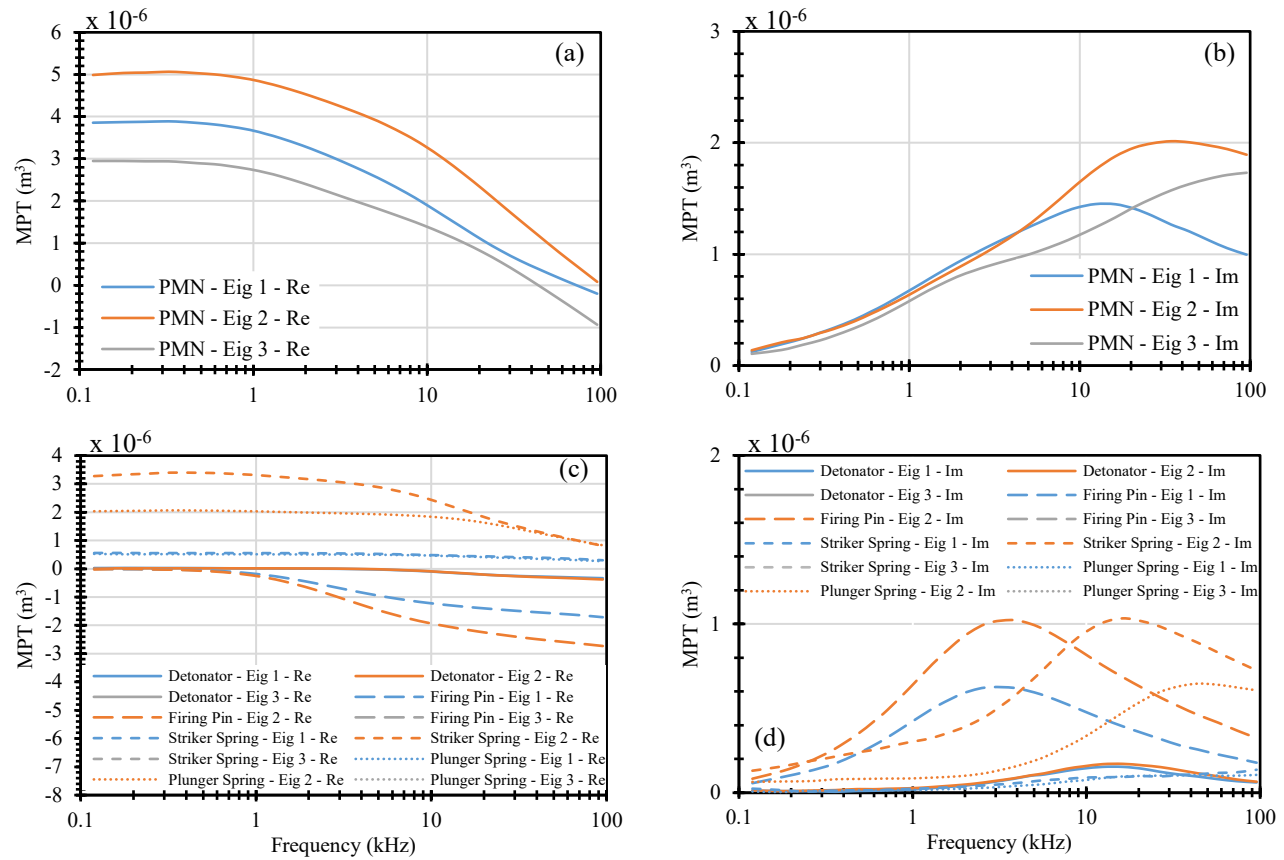 x 10⁻⁶
(a)
6
5
4
3
2
1
0
-1
-2
MPT (m³)
PMN - Eig 1 - Re
PMN - Eig 2 - Re
PMN - Eig 3 - Re
0.1 1 10 100
x 10⁻⁶
(b)
3
2
1
0
MPT (m³)
PMN - Eig 1 - Im
PMN - Eig 2 - Im
PMN - Eig 3 - Im
0.1 1 10 100
x 10⁻⁶
(c)
4
3
2
1
0
-1
-2
-3
-4
-5
-6
-7
-8
MPT (m³)
Detonator - Eig 1 - Re Detonator - Eig 2 - Re
Detonator - Eig 3 - Re Firing Pin - Eig 1 - Re
Firing Pin - Eig 2 - Re Firing Pin - Eig 3 - Re
Striker Spring - Eig 1 - Re Striker Spring - Eig 2 - Re
Striker Spring - Eig 3 - Re Plunger Spring - Eig 1 - Re
Plunger Spring - Eig 2 - Re Plunger Spring - Eig 3 - Re
0.1 1 10 100
Frequency (kHz)
x 10⁻⁶
2
1
0
MPT (m³)
Detonator - Eig 1 - Im Detonator - Eig 2 - Im
Detonator - Eig 3 - Im Firing Pin - Eig 1 - Im
Firing Pin - Eig 2 - Im Firing Pin - Eig 3 - Im
Striker Spring - Eig 1 - Im Striker Spring - Eig 2 - Im
Striker Spring - Eig 3 - Im Plunger Spring - Eig 1 - Im
Plunger Spring - Eig 2 - Im Plunger Spring - Eig 3 - Im
(d)
0.1 1 10 100
Frequency (kHz)